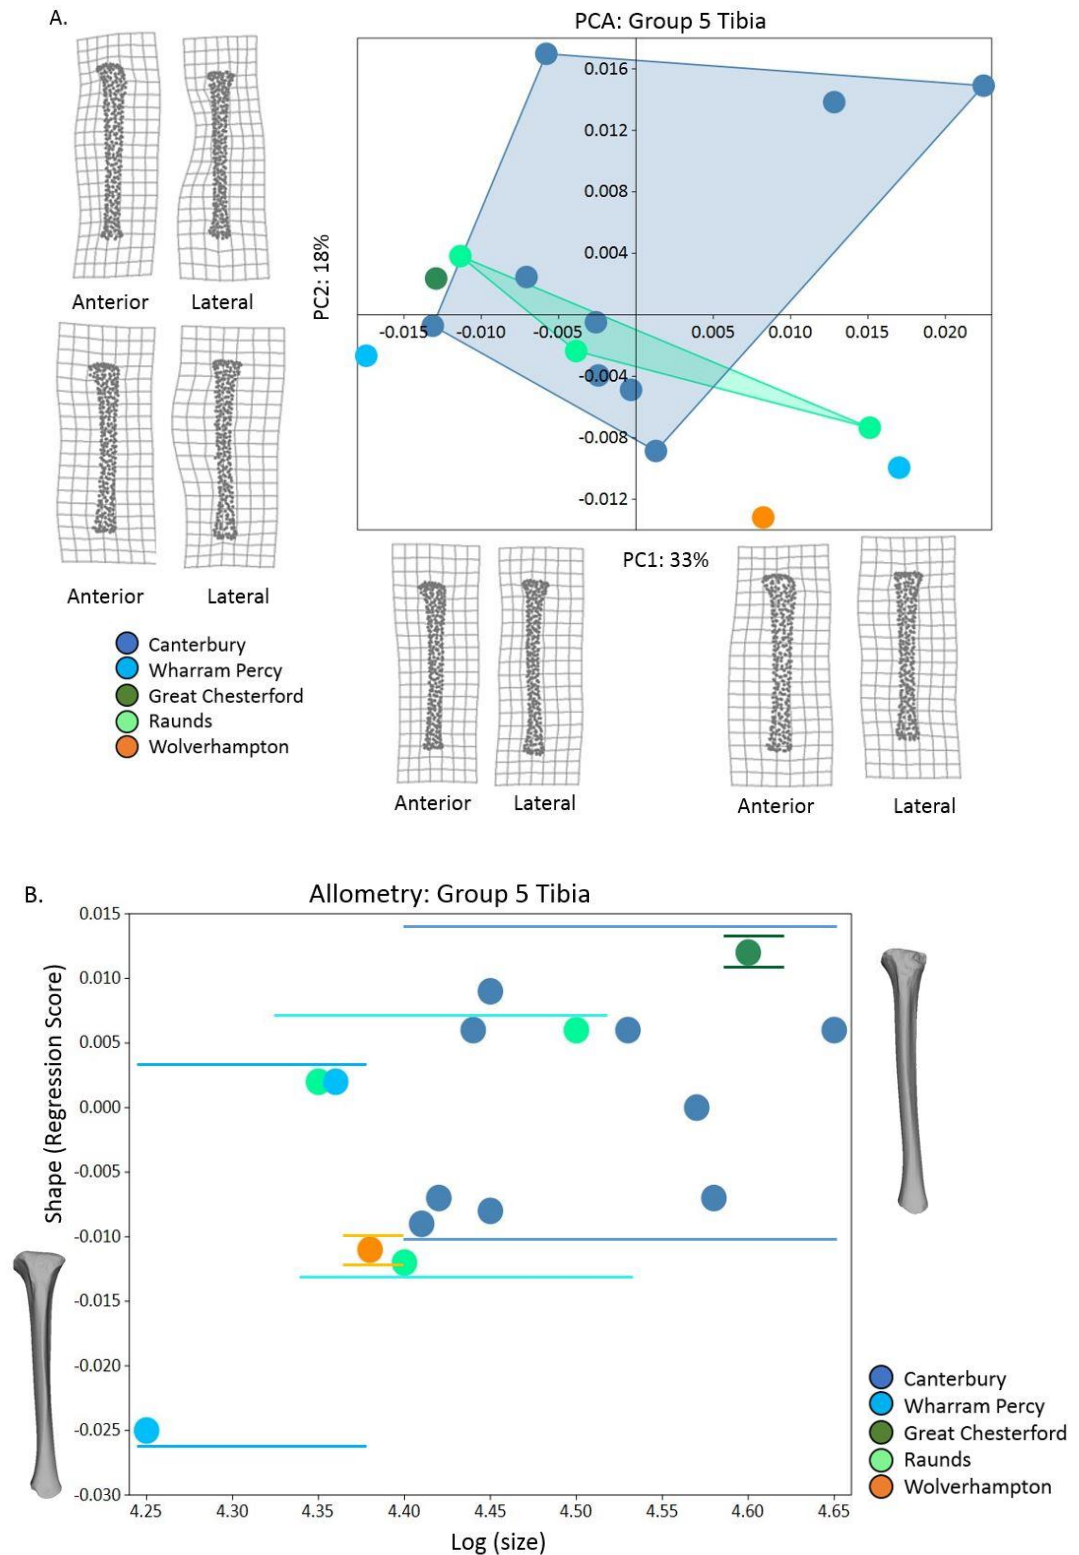 A.
PCA: Group 5 Tibia
0.016
0.012
0.008
0.004
-0.004
-0.008
-0.012
-0.015
-0.010
-0.005
0.005
0.010
0.015
0.020
PC2: 18%
PC1: 33%
Anterior
Lateral
Anterior
Lateral
Canterbury
Wharram Percy
Great Chesterford
Raunds
Wolverhampton
Anterior
Lateral
Anterior
Lateral
B.
Allometry: Group 5 Tibia
Shape (Regression Score)
0.015
0.010
0.005
0.000
-0.005
-0.010
-0.015
-0.020
-0.025
-0.030
4.25
4.30
4.35
4.40
4.45
4.50
4.55
4.60
4.65
Log (size)
Canterbury
Wharram Percy
Great Chesterford
Raunds
Wolverhampton